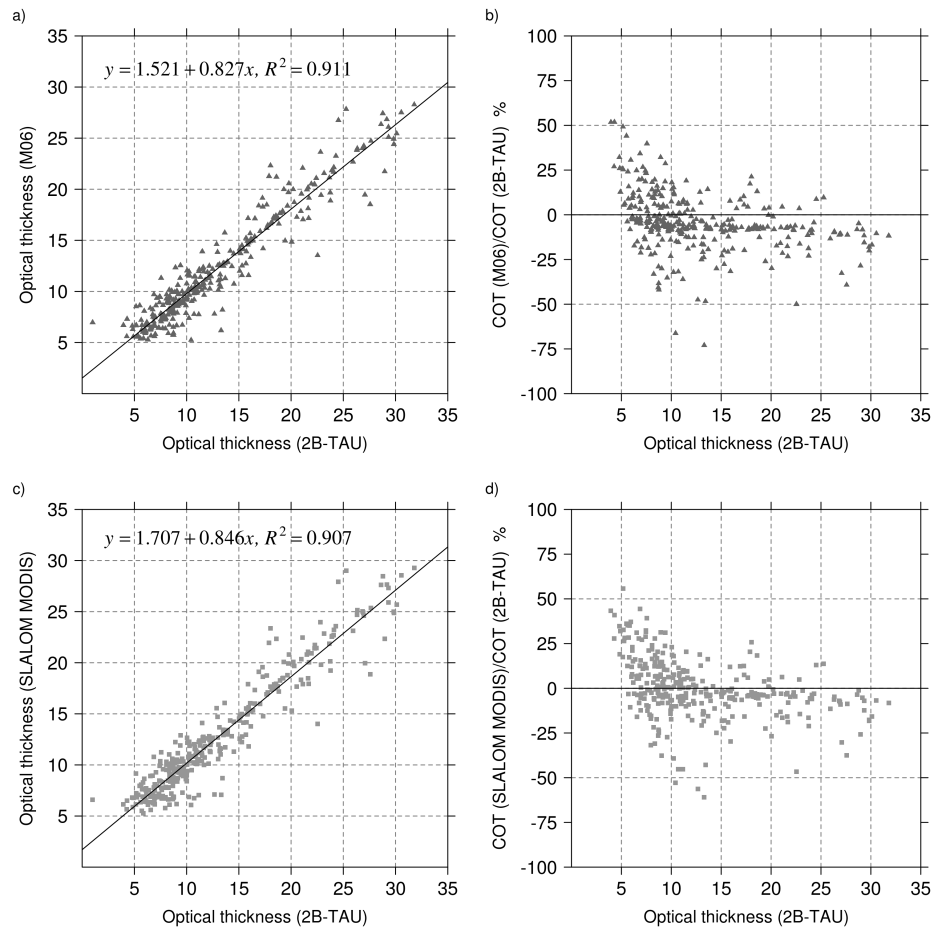 a)
b)
35
30
25
20
15
10
5
y = 1.521 + 0.827x, R² = 0.911
Optical thickness (M06)
5 10 15 20 25 30 35
Optical thickness (2B-TAU)
100
75
50
25
0
-25
-50
-75
-100
COT (M06)/COT (2B-TAU) %
5 10 15 20 25 30 35
Optical thickness (2B-TAU)
c)
d)
35
30
25
20
15
10
5
y = 1.707 + 0.846x, R² = 0.907
Optical thickness (SLALOM MODIS)
5 10 15 20 25 30 35
Optical thickness (2B-TAU)
100
75
50
25
0
-25
-50
-75
-100
COT (SLALOM MODIS)/COT (2B-TAU) %
5 10 15 20 25 30 35
Optical thickness (2B-TAU)